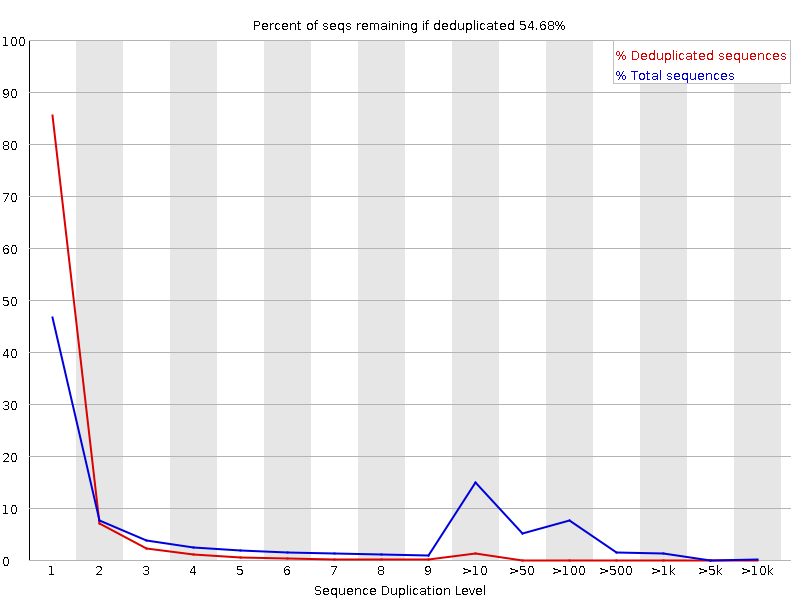 Percent of seqs remaining if deduplicated 54.68%
% Deduplicated sequences
% Total sequences
100
90
80
70
60
50
40
30
20
10
0
1 2 3 4 5 6 7 8 9 >10 >50 >100 >500 >1k >5k >10k
Sequence Duplication Level